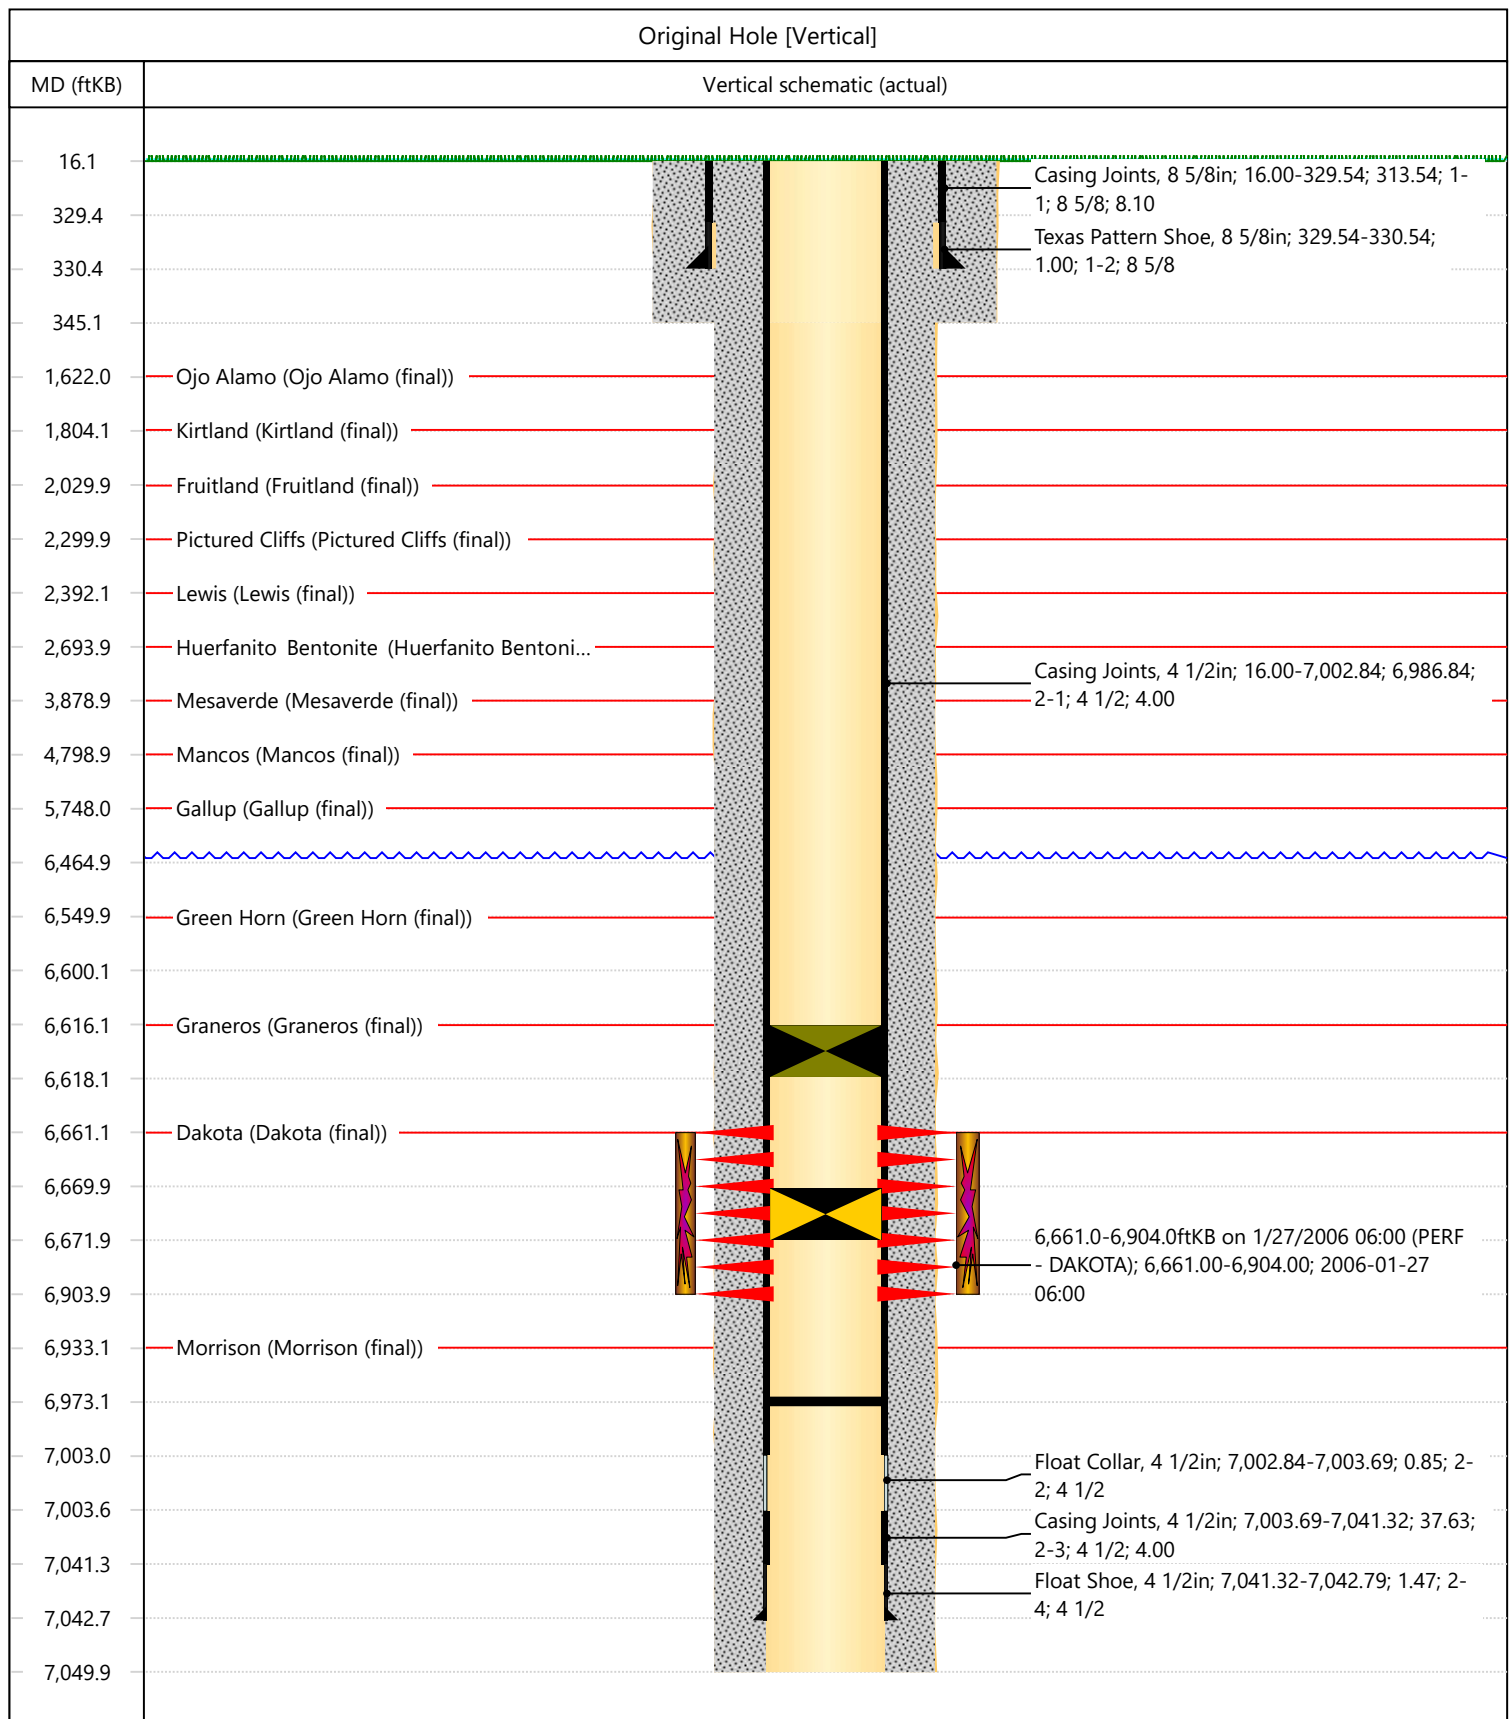 Original Hole [Vertical]
MD (ftKB)
Vertical schematic (actual)
16.1
Casing Joints, 8 5/8in; 16.00-329.54; 313.54; 1-
1; 8 5/8; 8.10
329.4
Texas Pattern Shoe, 8 5/8in; 329.54-330.54;
1.00; 1-2; 8 5/8
330.4
345.1
1,622.0
Ojo Alamo (Ojo Alamo (final))
1,804.1
Kirtland (Kirtland (final))
2,029.9
Fruitland (Fruitland (final))
2,299.9
Pictured Cliffs (Pictured Cliffs (final))
2,392.1
Lewis (Lewis (final))
2,693.9
Huerfanito Bentonite (Huerfanito Bentoni...
Casing Joints, 4 1/2in; 16.00-7,002.84; 6,986.84;
2-1; 4 1/2; 4.00
3,878.9
Mesaverde (Mesaverde (final))
4,798.9
Mancos (Mancos (final))
5,748.0
Gallup (Gallup (final))
6,464.9
6,549.9
Green Horn (Green Horn (final))
6,600.1
6,616.1
Graneros (Graneros (final))
6,618.1
6,661.1
Dakota (Dakota (final))
6,669.9
6,671.9
6,661.0-6,904.0ftKB on 1/27/2006 06:00 (PERF
- DAKOTA); 6,661.00-6,904.00; 2006-01-27
06:00
6,903.9
6,933.1
Morrison (Morrison (final))
6,973.1
7,003.0
Float Collar, 4 1/2in; 7,002.84-7,003.69; 0.85; 2-
2; 4 1/2
7,003.6
Casing Joints, 4 1/2in; 7,003.69-7,041.32; 37.63;
2-3; 4 1/2; 4.00
7,041.3
Float Shoe, 4 1/2in; 7,041.32-7,042.79; 1.47; 2-
4; 4 1/2
7,042.7
7,049.9